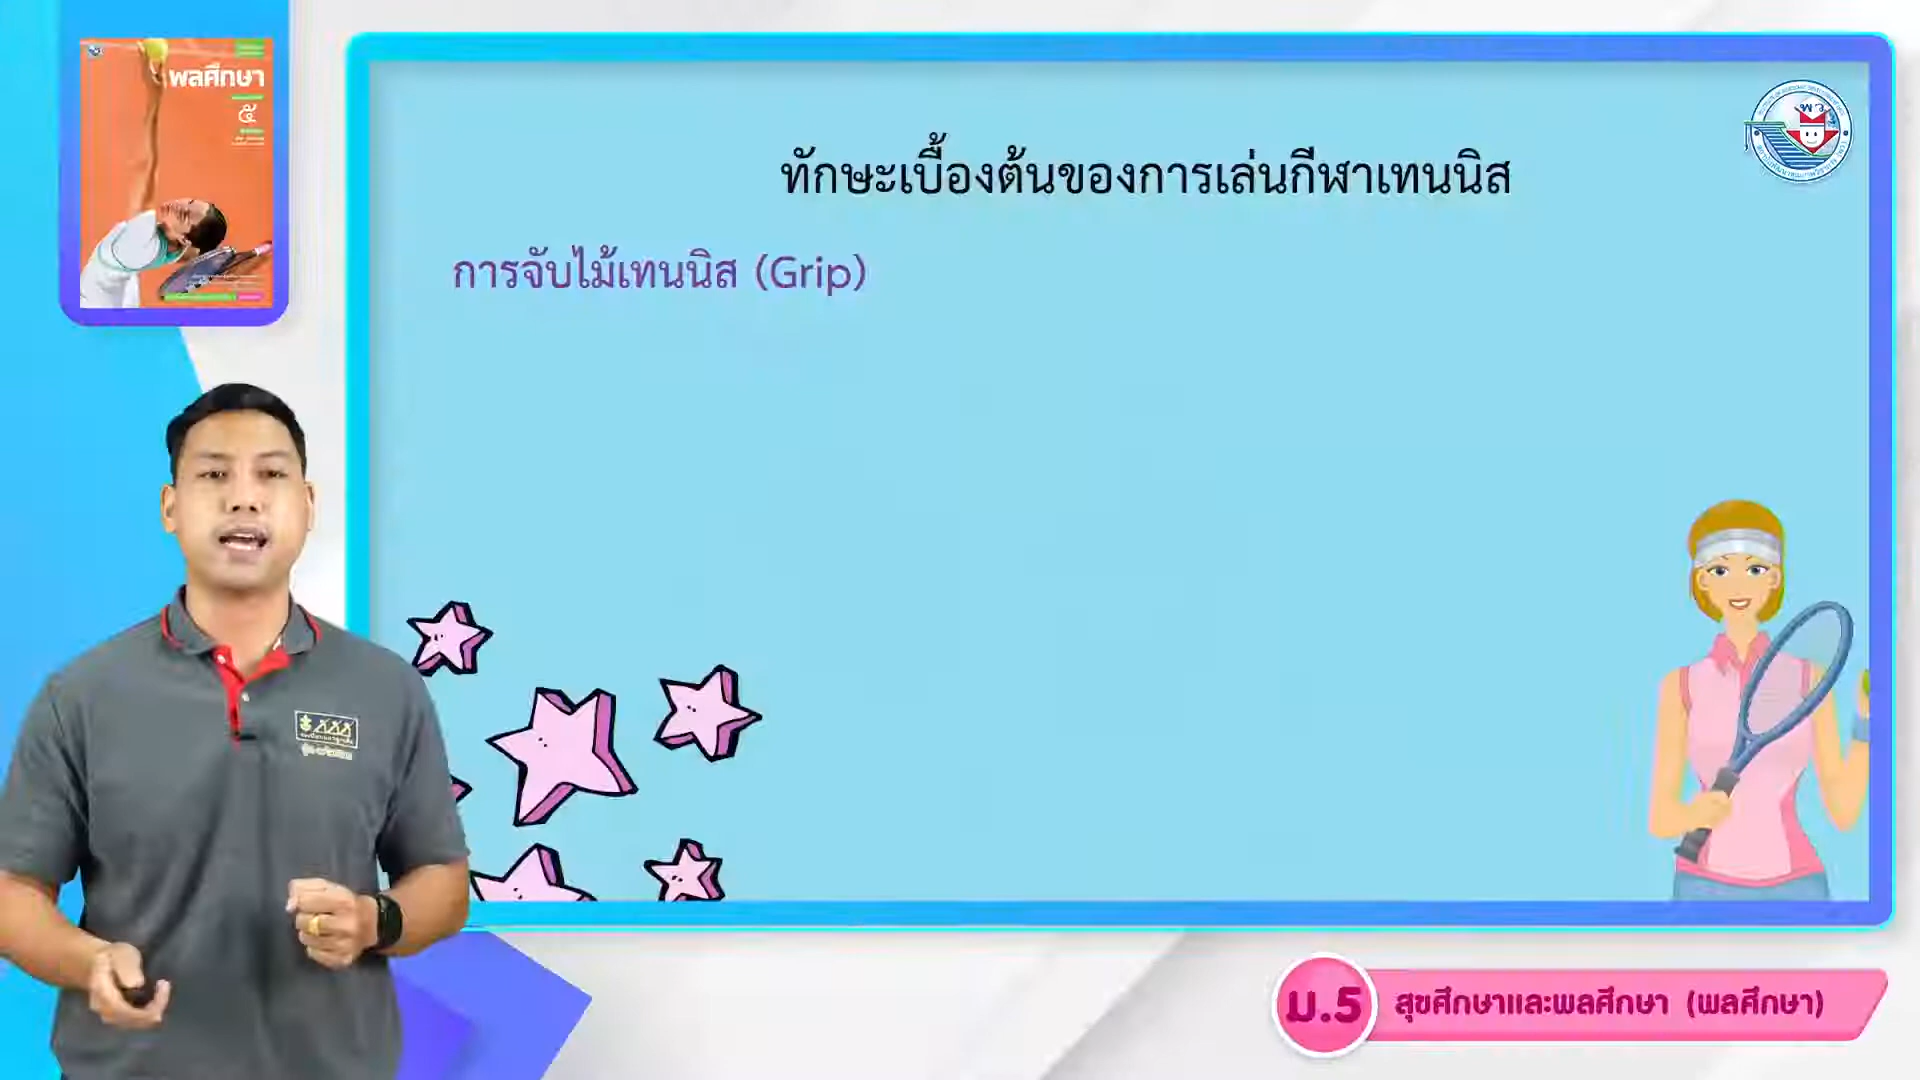 พลศึกษา
๕
ทักษะเบื้องต้นของการเล่นกีฬาเทนนิส
พว
การจับไม้เทนนิส (Grip)
ม.5 สุขศึกษาและพลศึกษา (พลศึกษา)